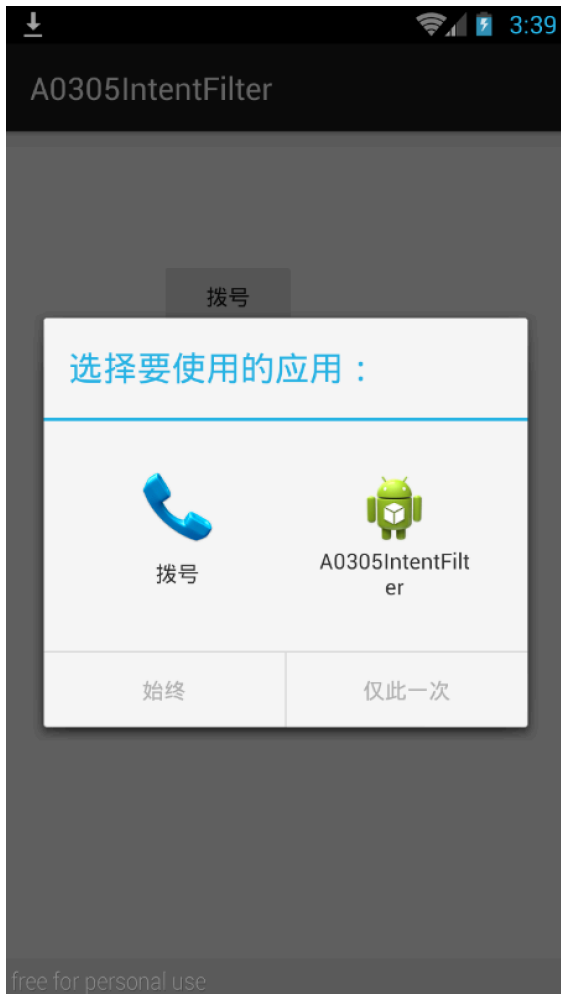 3:39
A0305IntentFilter
拨号
选择要使用的应用：
拨号
A0305IntentFilt
er
始终
仅此一次
free for personal use